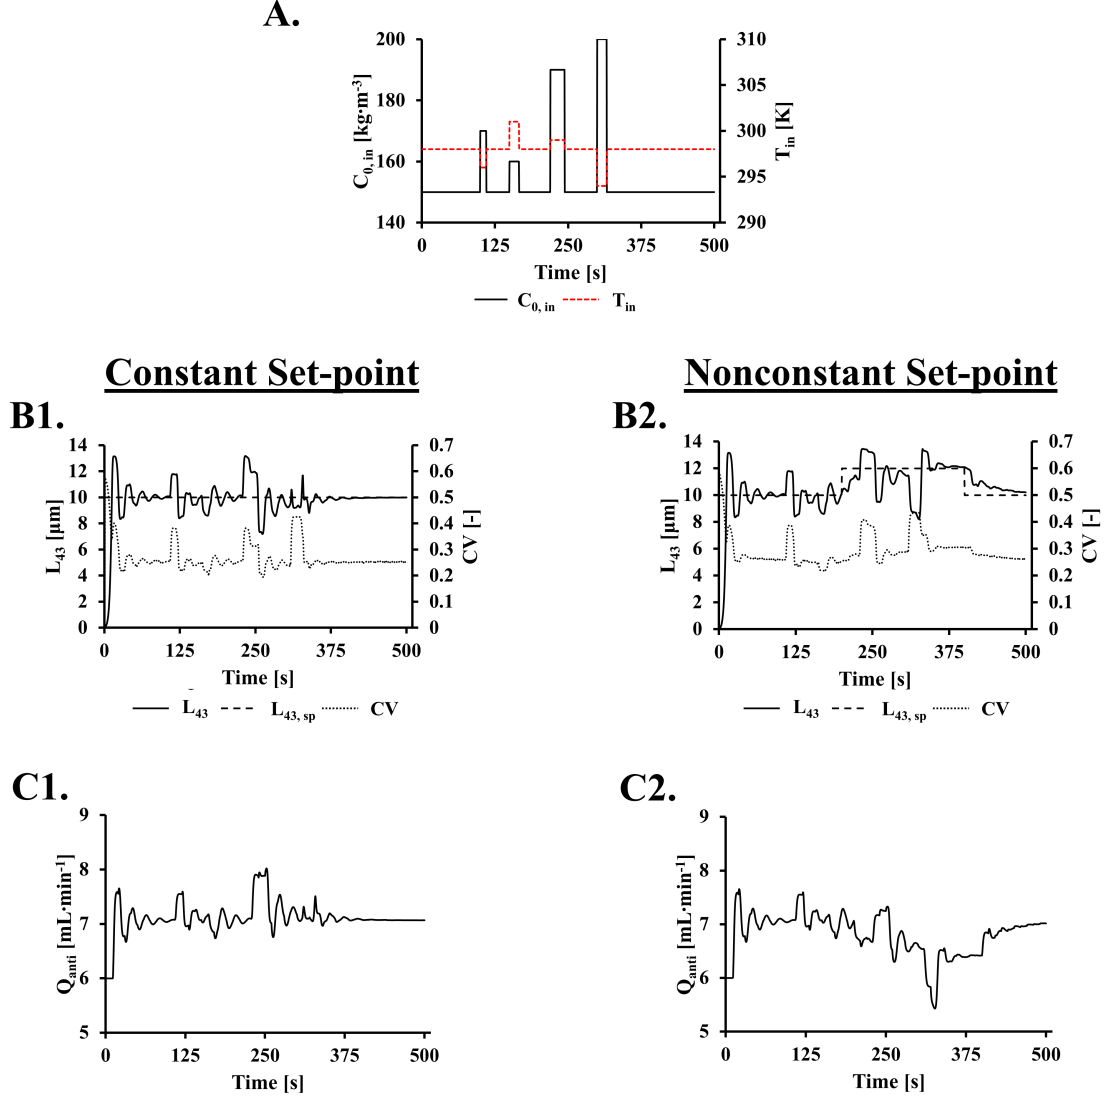 A.
200
180
160
140
C0, in [kg·m-3]
310
305
300
295
290
Tin [K]
0 125 250 375 500
Time [s]
C0, in Tin
Constant Set-point
Nonconstant Set-point
B1.
14
12
10
8
6
4
2
0
L43 [µm]
0.7
0.6
0.5
0.4
0.3
0.2
0.1
0
CV [-]
0 125 250 375 500
Time [s]
L43 L43, sp CV
B2.
14
12
10
8
6
4
2
0
L43 [µm]
0.7
0.6
0.5
0.4
0.3
0.2
0.1
0
CV [-]
0 125 250 375 500
Time [s]
L43 L43, sp CV
C1.
9
8
7
6
5
Qanti [mL·min-1]
0 125 250 375 500
Time [s]
C2.
9
8
7
6
5
Qanti [mL·min-1]
0 125 250 375 500
Time [s]